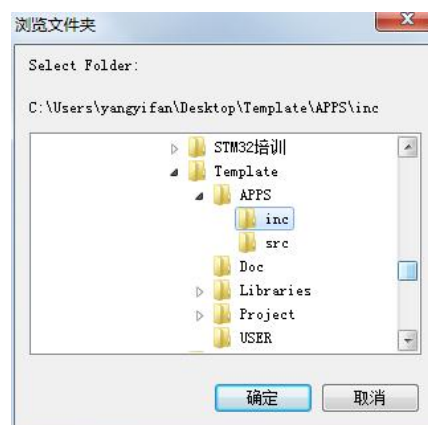 浏览文件夹
Select Folder:
C:\Users\yangyifan\Desktop\Template\APPS\inc
STM32培训
Template
APPS
inc
src
Doc
Libraries
Project
USER
确定
取消